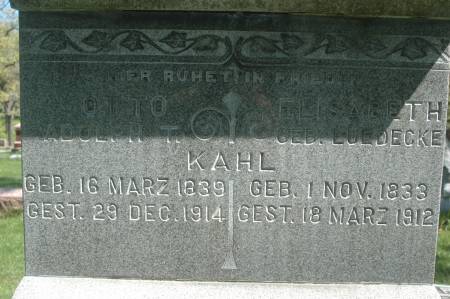 HIER RUHET IN FRIEDEN
OTTO ELISABETH
ADOLPH T. GEB. LUEDECKE
KAHL
GEB. 16 MARZ 1839 GEB. 1 NOV. 1833
GEST. 29 DEC. 1914 GEST. 18 MARZ 1912